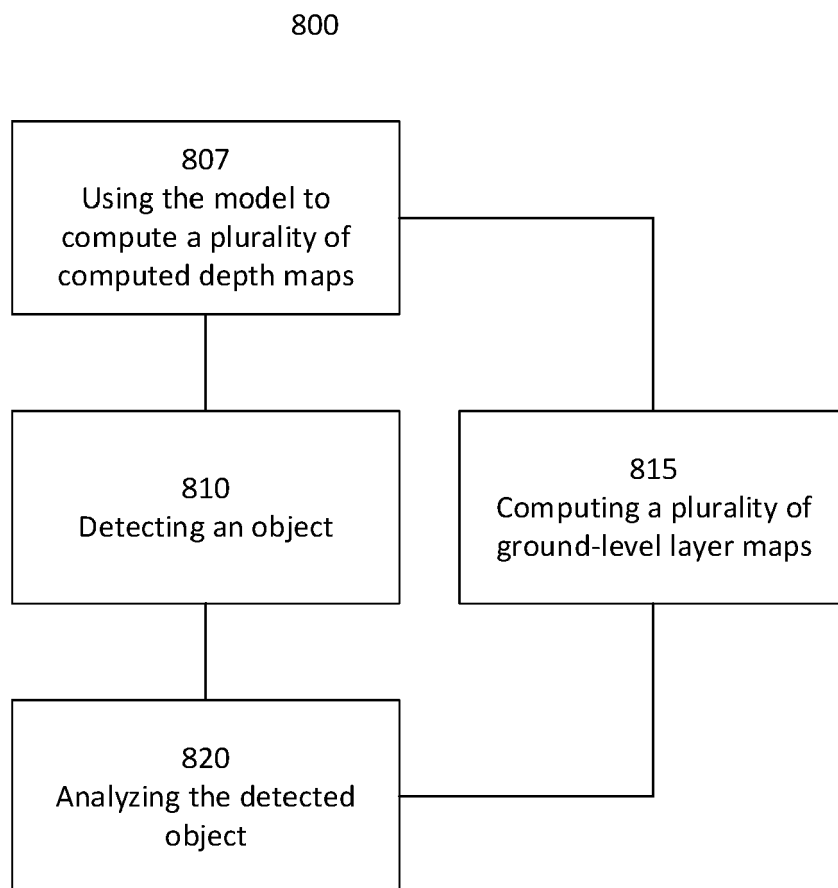 800
807
Using the model to
compute a plurality of
computed depth maps
810
Detecting an object
815
Computing a plurality of
ground-level layer maps
820
Analyzing the detected
object